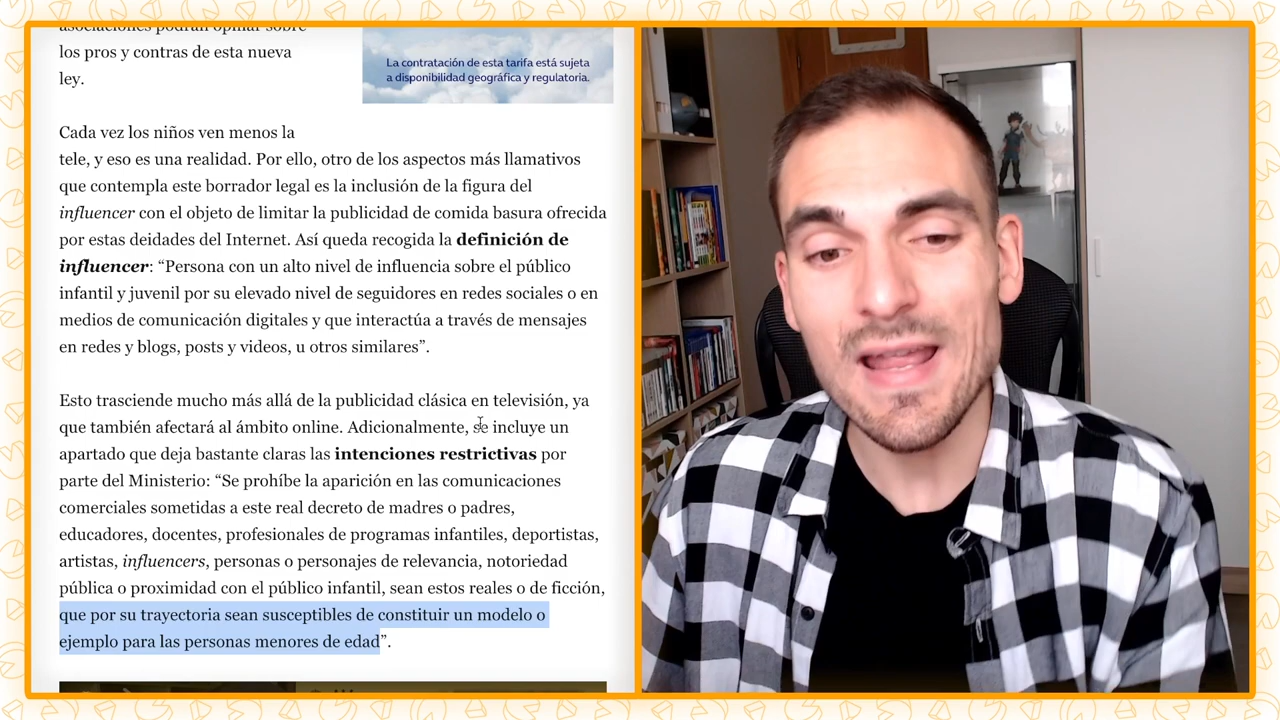 asociaciones podrán opinar sobre
los pros y contras de esta nueva
ley.
La contratación de esta tarifa está sujeta
a disponibilidad geográfica y regulatoria.
Cada vez los niños ven menos la
tele, y eso es una realidad. Por ello, otro de los aspectos más llamativos
que contempla este borrador legal es la inclusión de la figura del
influencer con el objeto de limitar la publicidad de comida basura ofrecida
por estas deidades del Internet. Así queda recogida la definición de
influencer: “Persona con un alto nivel de influencia sobre el público
infantil y juvenil por su elevado nivel de seguidores en redes sociales o en
medios de comunicación digitales y que interactúa a través de mensajes
en redes y blogs, posts y videos, u otros similares”.
Esto trasciende mucho más allá de la publicidad clásica en televisión, ya
que también afectará al ámbito online. Adicionalmente, se incluye un
apartado que deja bastante claras las intenciones restrictivas por
parte del Ministerio: “Se prohíbe la aparición en las comunicaciones
comerciales sometidas a este real decreto de madres o padres,
educadores, docentes, profesionales de programas infantiles, deportistas,
artistas, influencers, personas o personajes de relevancia, notoriedad
pública o proximidad con el público infantil, sean estos reales o de ficción,
que por su trayectoria sean susceptibles de constituir un modelo o
ejemplo para las personas menores de edad”.